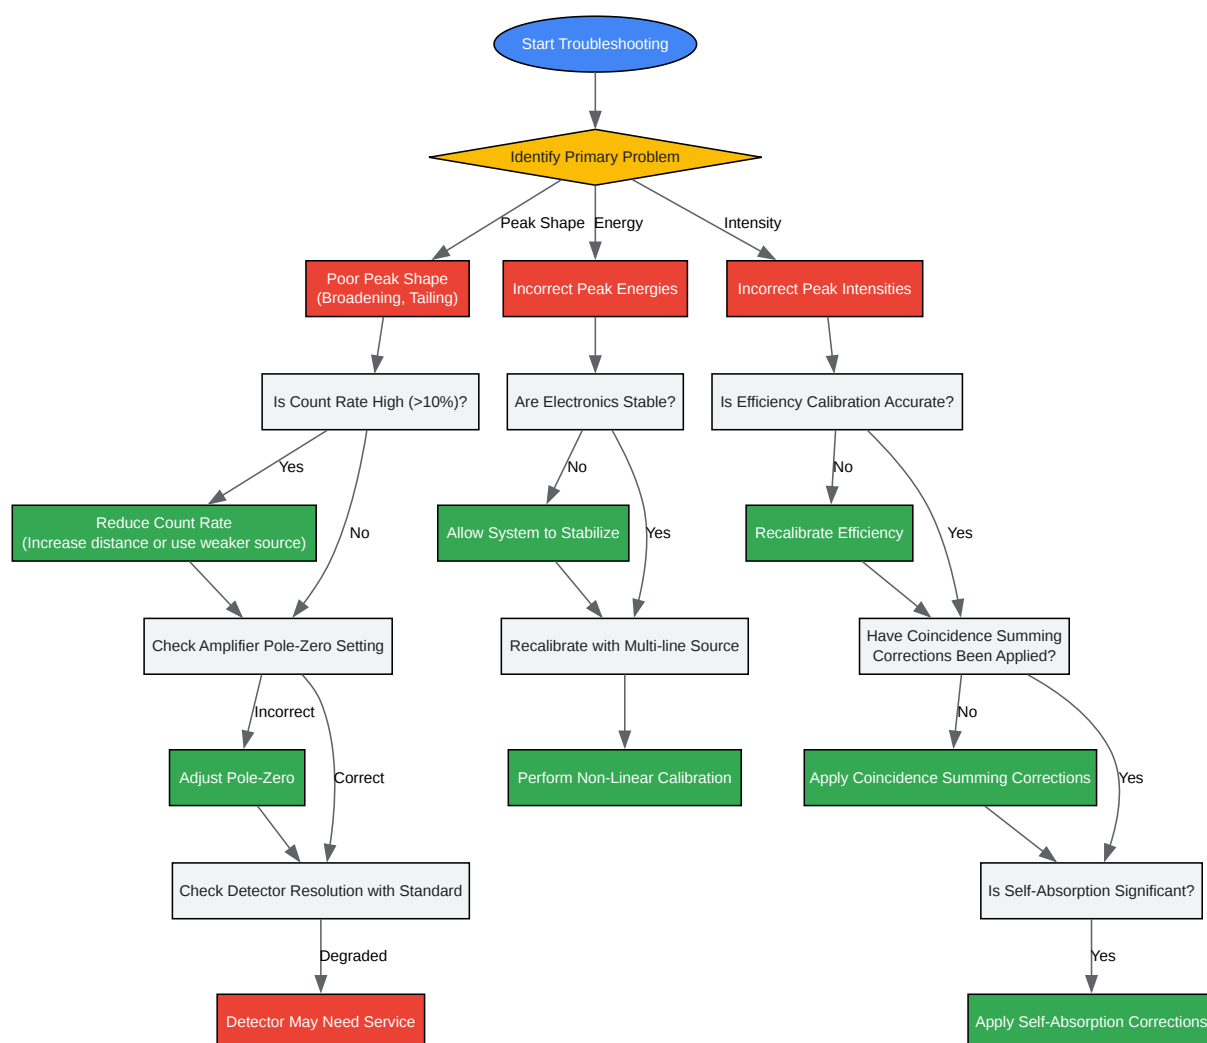 Start Troubleshooting
Identify Primary Problem
Peak Shape
Energy
Intensity
Poor Peak Shape
(Broadening, Tailing)
Incorrect Peak Energies
Incorrect Peak Intensities
Is Count Rate High (>10%)?
Are Electronics Stable?
Is Efficiency Calibration Accurate?
Yes
No
No
Reduce Count Rate
(Increase distance or use weaker source)
No
Allow System to Stabilize
Yes
Recalibrate Efficiency
Yes
Check Amplifier Pole-Zero Setting
Recalibrate with Multi-line Source
Have Coincidence Summing
Corrections Been Applied?
Incorrect
No
Adjust Pole-Zero
Correct
Perform Non-Linear Calibration
Apply Coincidence Summing Corrections
Yes
Check Detector Resolution with Standard
Is Self-Absorption Significant?
Degraded
Yes
Detector May Need Service
Apply Self-Absorption Corrections